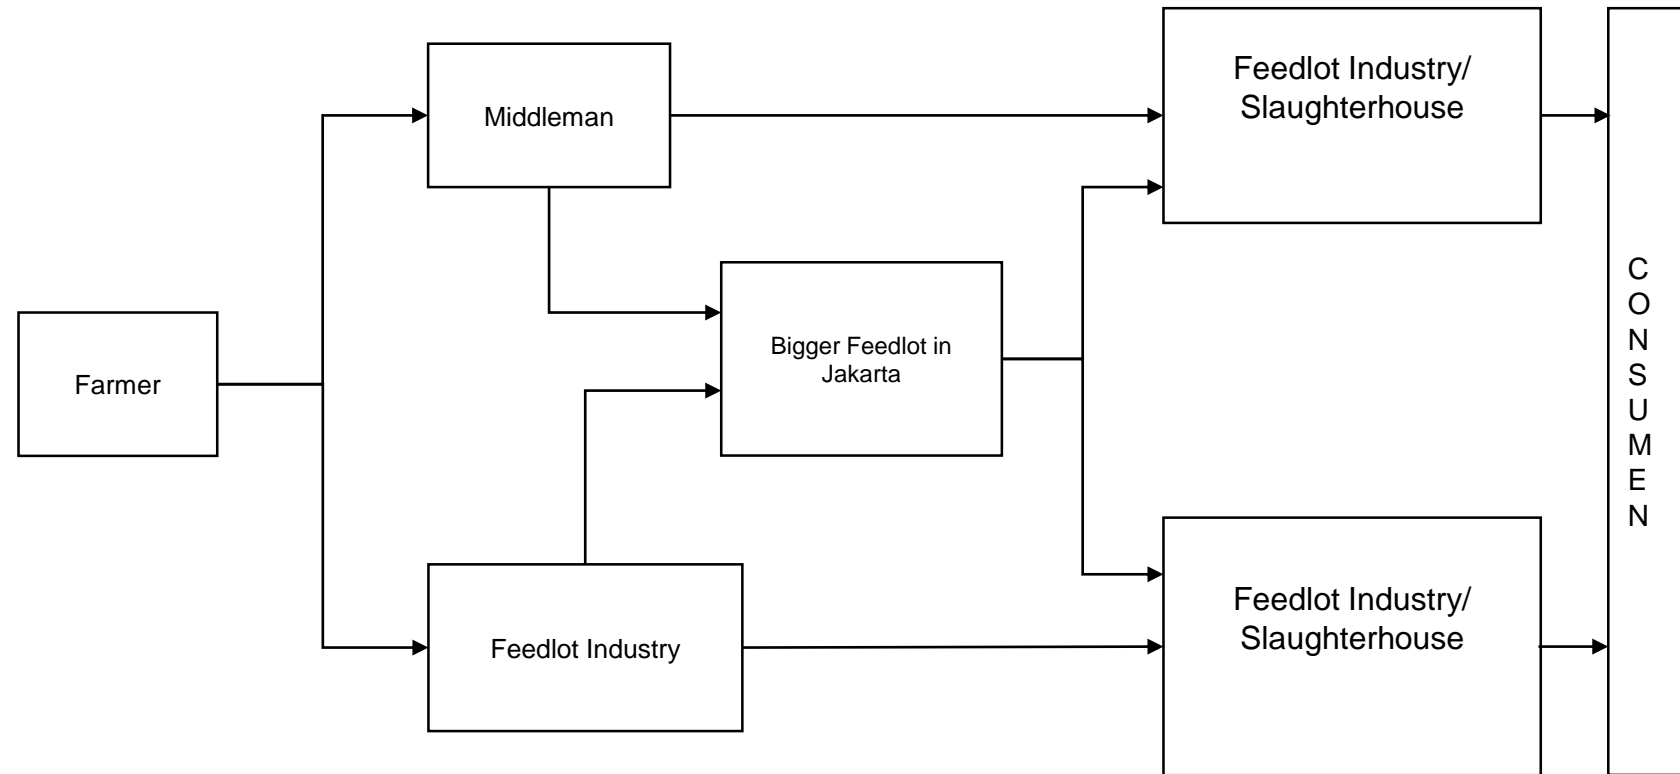 Farmer
Middleman
Feedlot Industry
Bigger Feedlot in
Jakarta
Feedlot Industry/
Slaughterhouse
Feedlot Industry/
Slaughterhouse
C
O
N
S
U
M
E
N